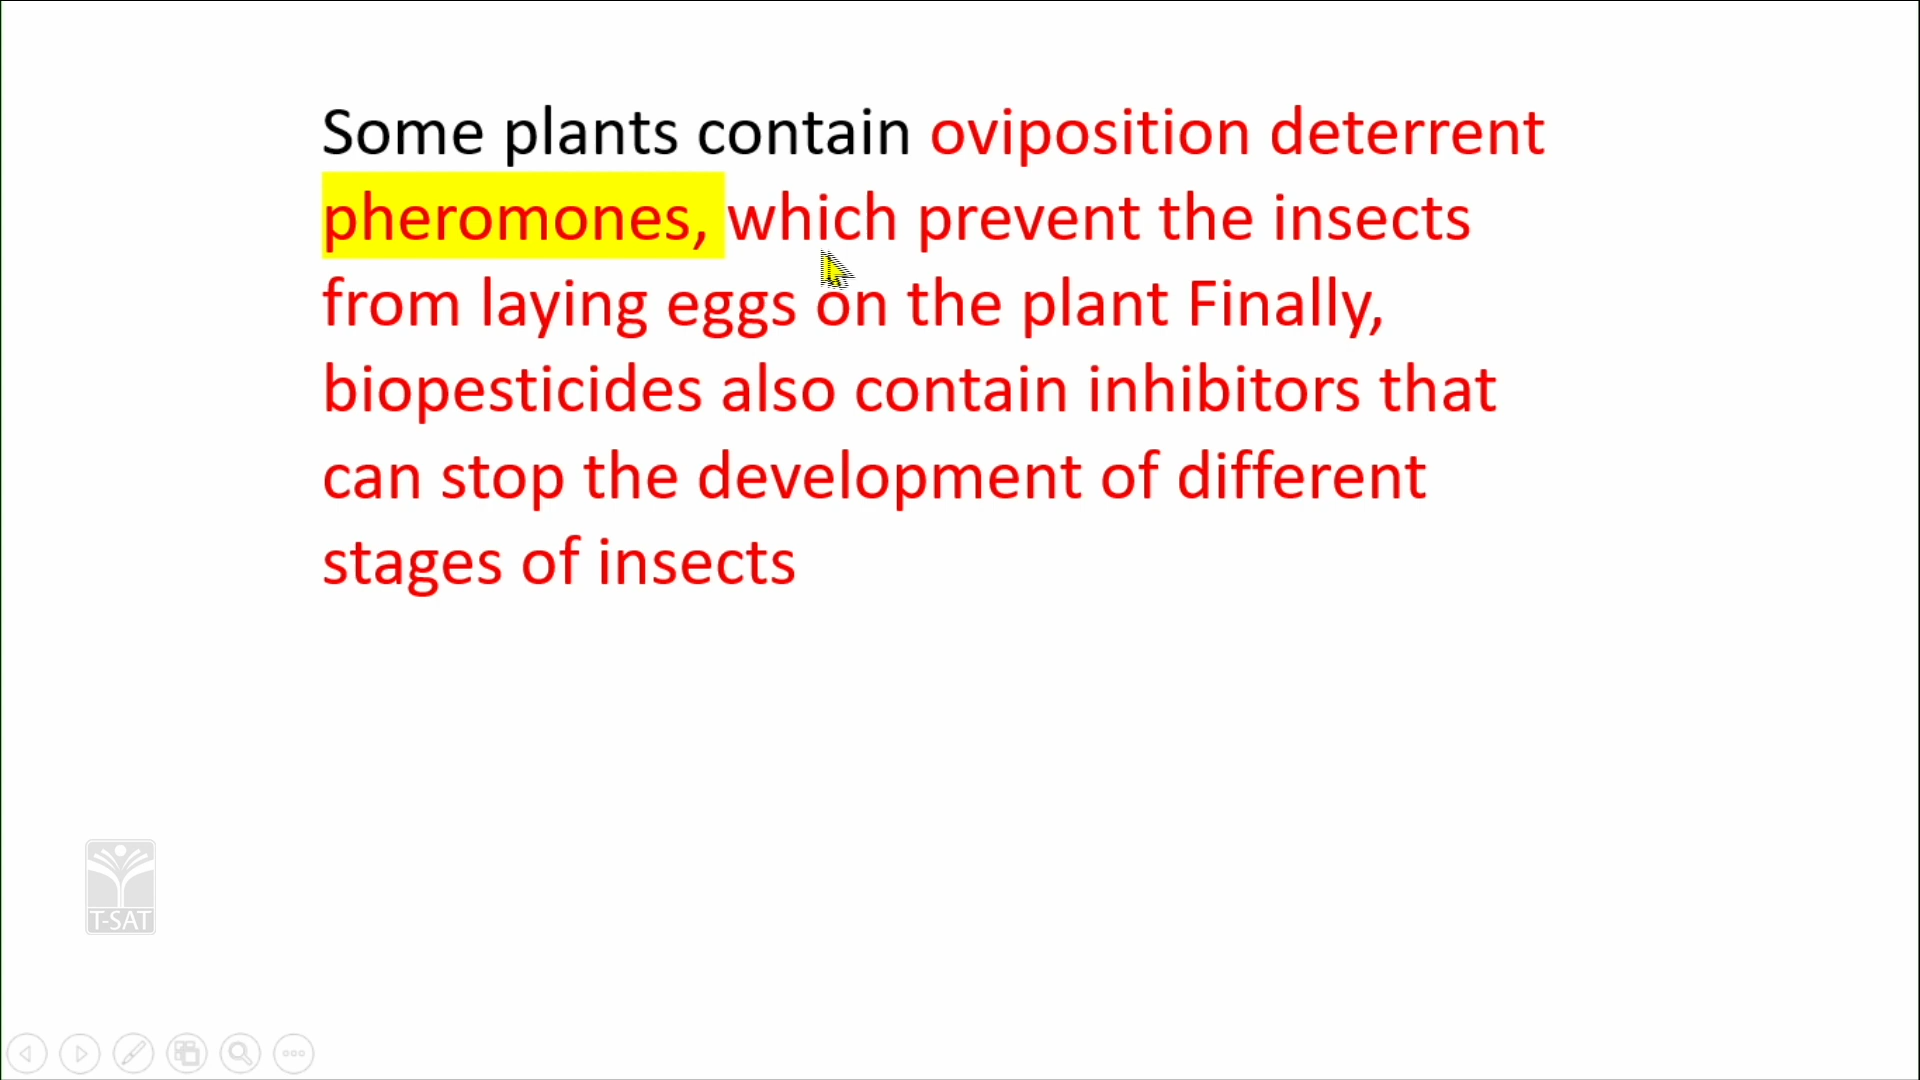 Some plants contain oviposition deterrent
pheromones, which prevent the insects
from laying eggs on the plant Finally,
biopesticides also contain inhibitors that
can stop the development of different
stages of insects
T-SAT